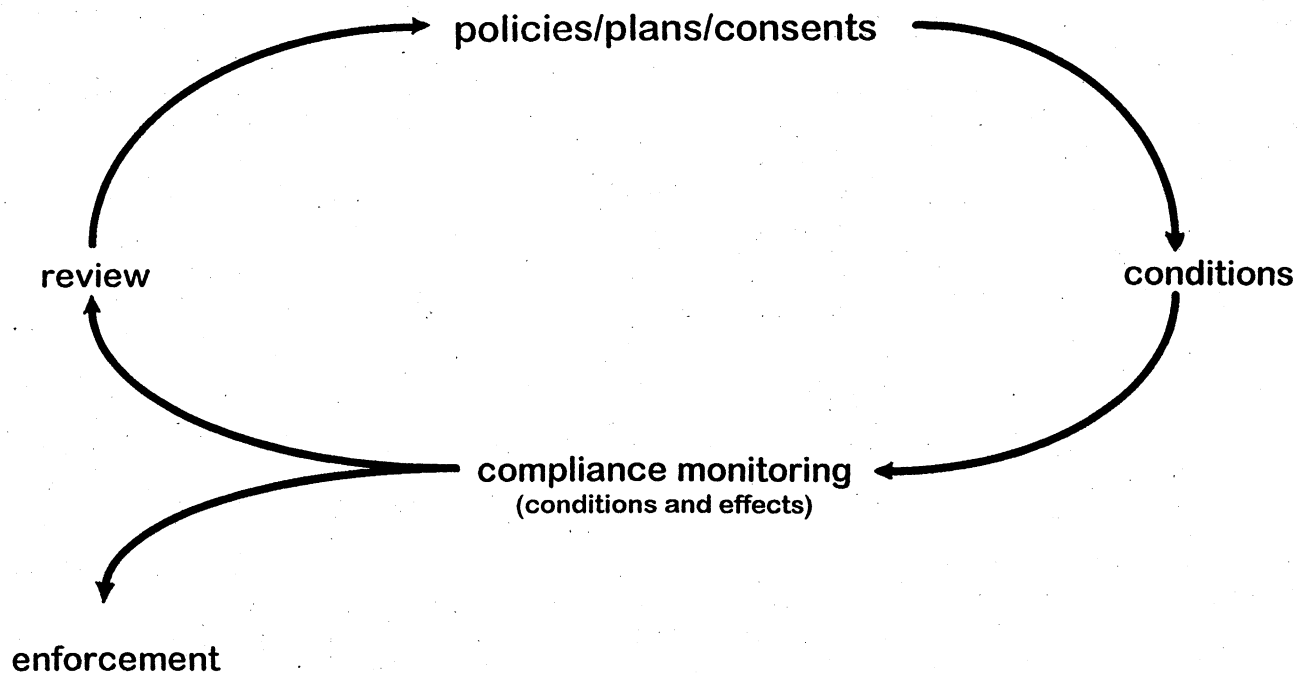 policies/plans/consents
review
conditions
compliance monitoring
(conditions and effects)
enforcement